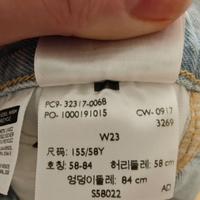 PC9-32317-006B CW-0917
PO-1000191015 3269
W23
尺码: 155/58Y
호칭: 58-84 허리둘레: 58 cm
엉덩이둘레: 84 cm
S58022 AD